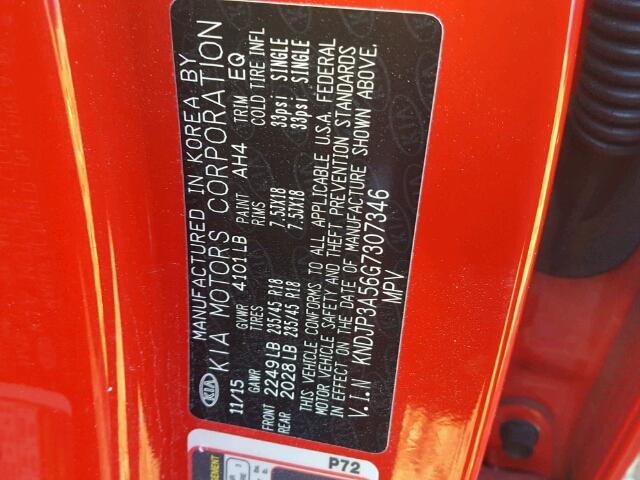 KIA
MANUFACTURED IN KOREA BY
KIA MOTORS CORPORATION
11/15 GVWR 4101LB PAINT AH4 TRIM EQ
GAWR RIMS COLD TIRE INFL
FRONT 2249LB 235/45 R18 7.5JX18 33psi SINGLE
REAR 2028LB 235/45 R18 7.5JX18 33psi SINGLE
THIS VEHICLE CONFORMS TO ALL APPLICABLE U.S.A. FEDERAL
MOTOR VEHICLE SAFETY AND THEFT PREVENTION STANDARDS
IN EFFECT ON THE DATE OF MANUFACTURE SHOWN ABOVE.
V.I.N KNDJP3A56G7307346
MPV
P72